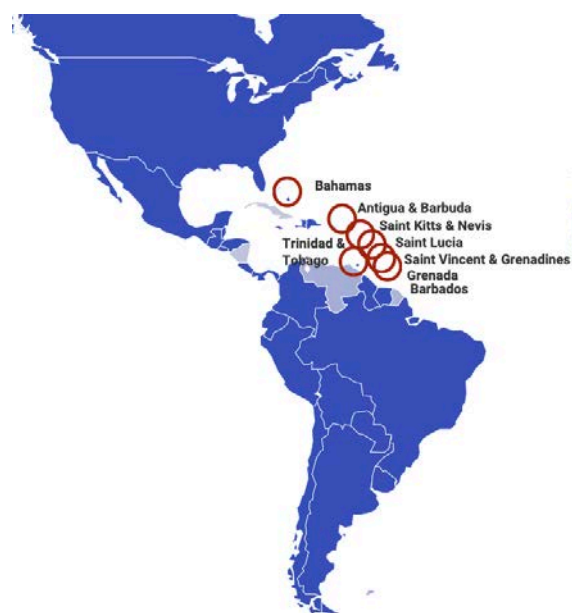 Bahamas
Antigua & Barbuda
Saint Kitts & Nevis
Saint Lucia
Trinidad &
Tobago
Saint Vincent & Grenadines
Grenada
Barbados